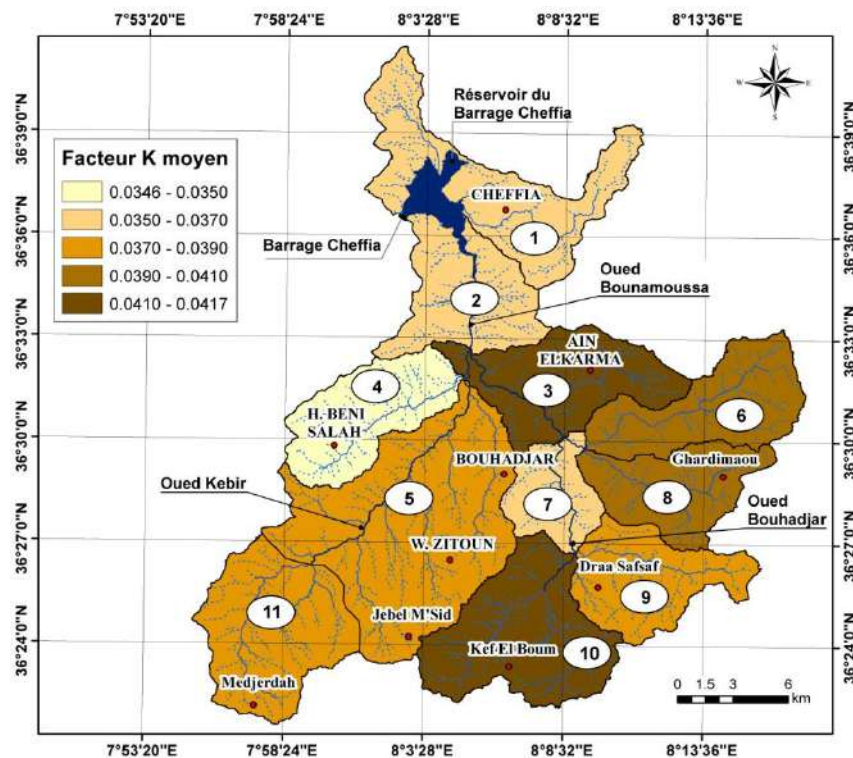 7°53'20"E 7°58'24"E 8°3'28"E 8°8'32"E 8°13'36"E
N
W E
S
Réservoir du
Barrage Cheffia
36°39'0"N 36°39'0"N
Facteur K moyen
0.0346 - 0.0350
0.0350 - 0.0370
0.0370 - 0.0390
0.0390 - 0.0410
0.0410 - 0.0417
CHEFFIA
1
36°36'0"N 36°36'0"N
Barrage Cheffia
Oued
Bounamoussa
2
36°33'0"N 36°33'0"N
AIN
ELKARMA
4
3
6
H. BENI
SALAH
36°30'0"N 36°30'0"N
BOUHADJAR
Ghardimaou
Oued Kebir
5
7
8
Oued
Bouhadjar
36°27'0"N 36°27'0"N
W. ZITOUN
Draa Safsaf
9
11
Jebel M'Sid
36°24'0"N 36°24'0"N
Kef El Boum
10
Medjerdah
0 1.5 3 6
km
7°53'20"E 7°58'24"E 8°3'28"E 8°8'32"E 8°13'36"E